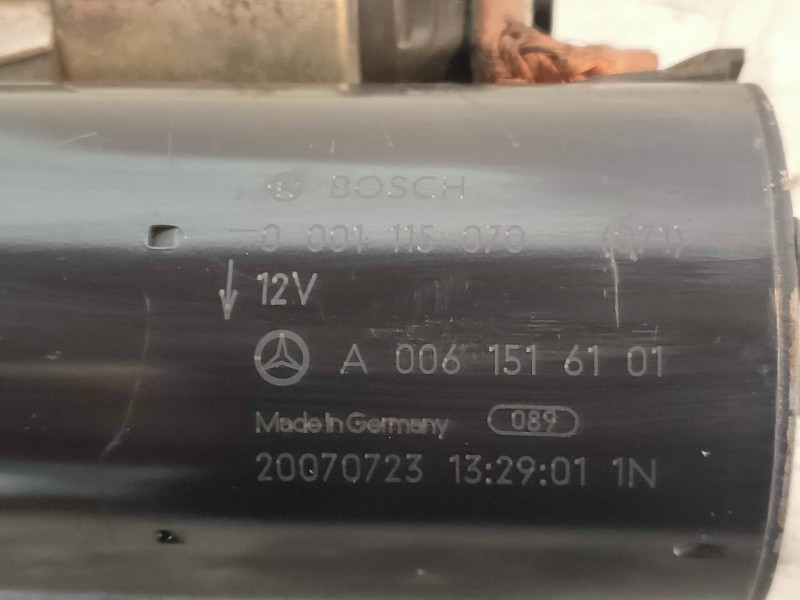 BOSCH
0 001 115 070 (071)
12V
A 006 151 61 01
Made in Germany 089
20070723 13:29:01 1N